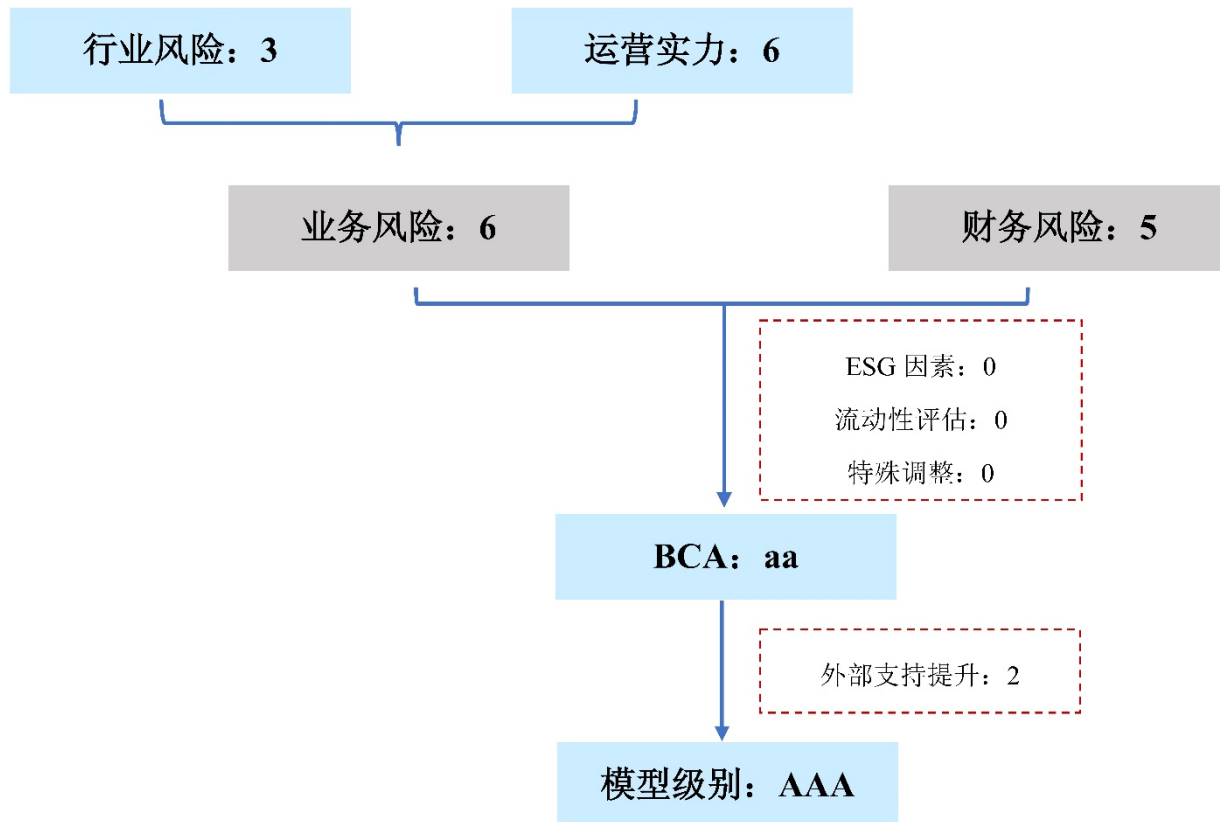 行业风险：3
运营实力：6
业务风险：6
财务风险：5
ESG 因素：0
流动性评估：0
特殊调整：0
BCA：aa
外部支持提升：2
模型级别：AAA